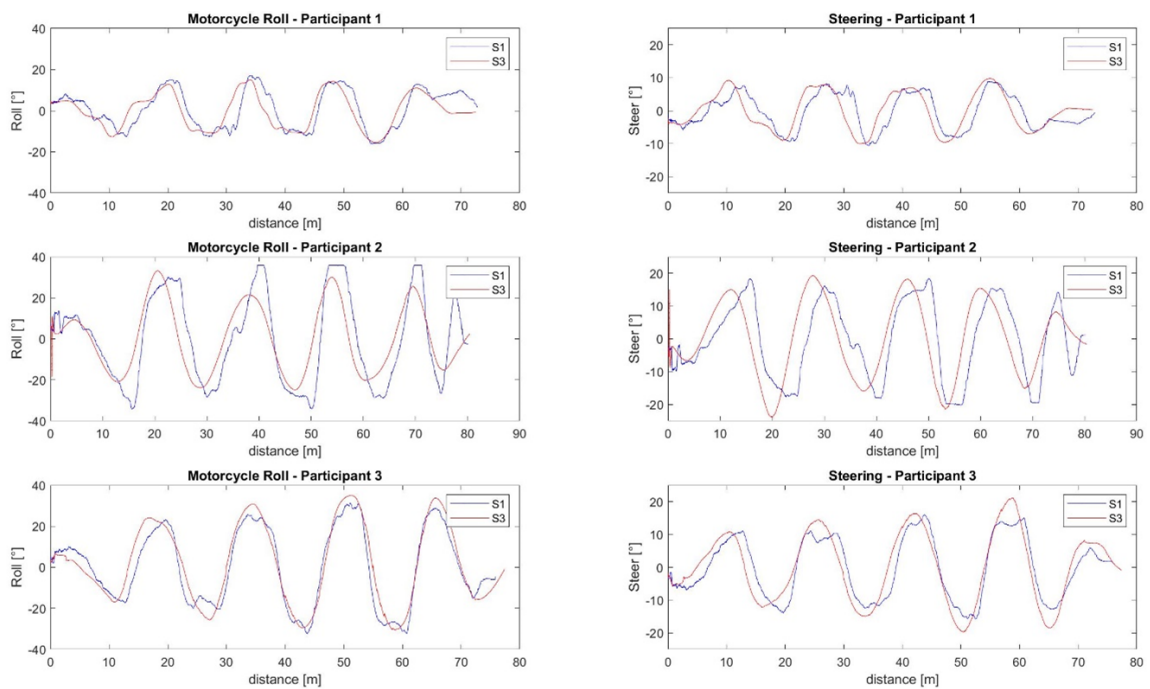 Motorcycle Roll - Participant 1
Roll [°]
40
20
0
-20
-40
S1
S3
0 10 20 30 40 50 60 70 80
distance [m]
Steering - Participant 1
Steer [°]
20
10
0
-10
-20
S1
S3
0 10 20 30 40 50 60 70 80
distance [m]
Motorcycle Roll - Participant 2
Roll [°]
40
20
0
-20
-40
S1
S3
0 10 20 30 40 50 60 70 80 90
distance [m]
Steering - Participant 2
Steer [°]
20
10
0
-10
-20
S1
S3
0 10 20 30 40 50 60 70 80 90
distance [m]
Motorcycle Roll - Participant 3
Roll [°]
40
20
0
-20
-40
S1
S3
0 10 20 30 40 50 60 70 80
distance [m]
Steering - Participant 3
Steer [°]
20
10
0
-10
-20
S1
S3
0 10 20 30 40 50 60 70 80
distance [m]